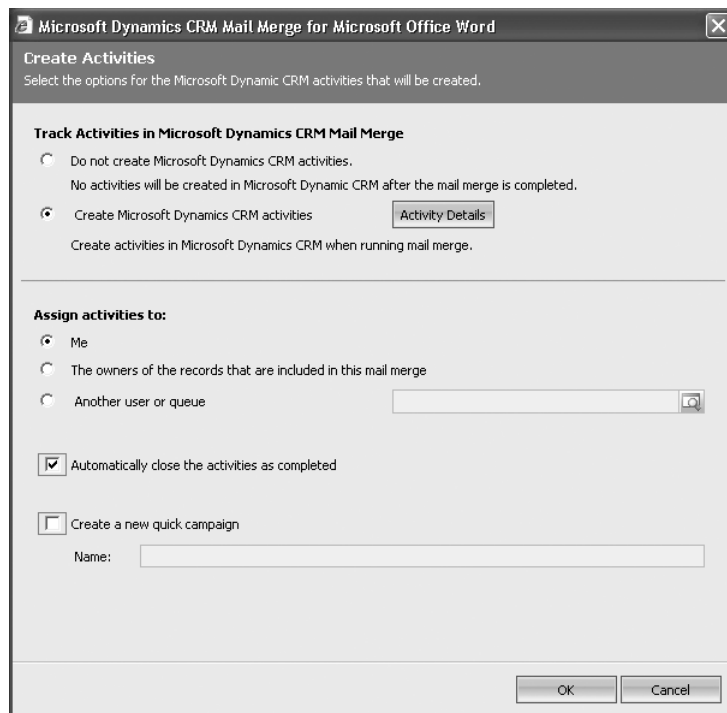 Microsoft Dynamics CRM Mail Merge for Microsoft Office Word
Create Activities
Select the options for the Microsoft Dynamic CRM activities that will be created.
Track Activities in Microsoft Dynamics CRM Mail Merge
Do not create Microsoft Dynamics CRM activities.
No activities will be created in Microsoft Dynamic CRM after the mail merge is completed.
Create Microsoft Dynamics CRM activities Activity Details
Create activities in Microsoft Dynamics CRM when running mail merge.
Assign activities to:
Me
The owners of the records that are included in this mail merge
Another user or queue
Automatically close the activities as completed
Create a new quick campaign
Name:
OK Cancel